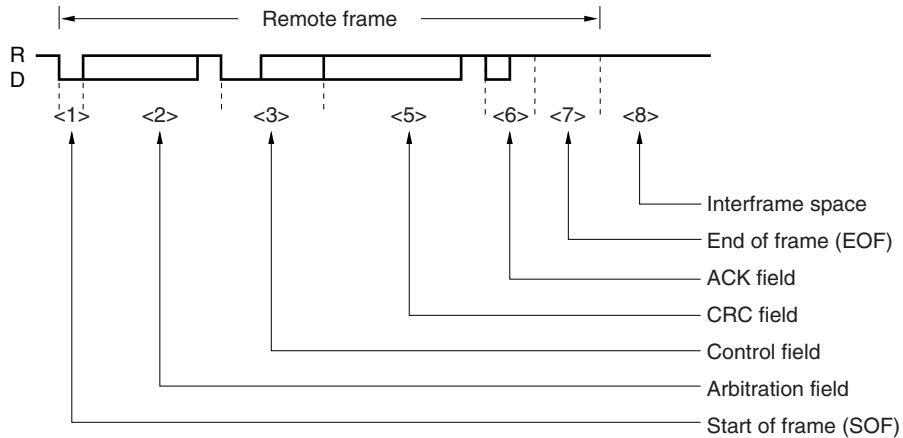 Remote frame
R
D
<1> <2> <3> <5> <6> <7> <8>
Interframe space
End of frame (EOF)
ACK field
CRC field
Control field
Arbitration field
Start of frame (SOF)